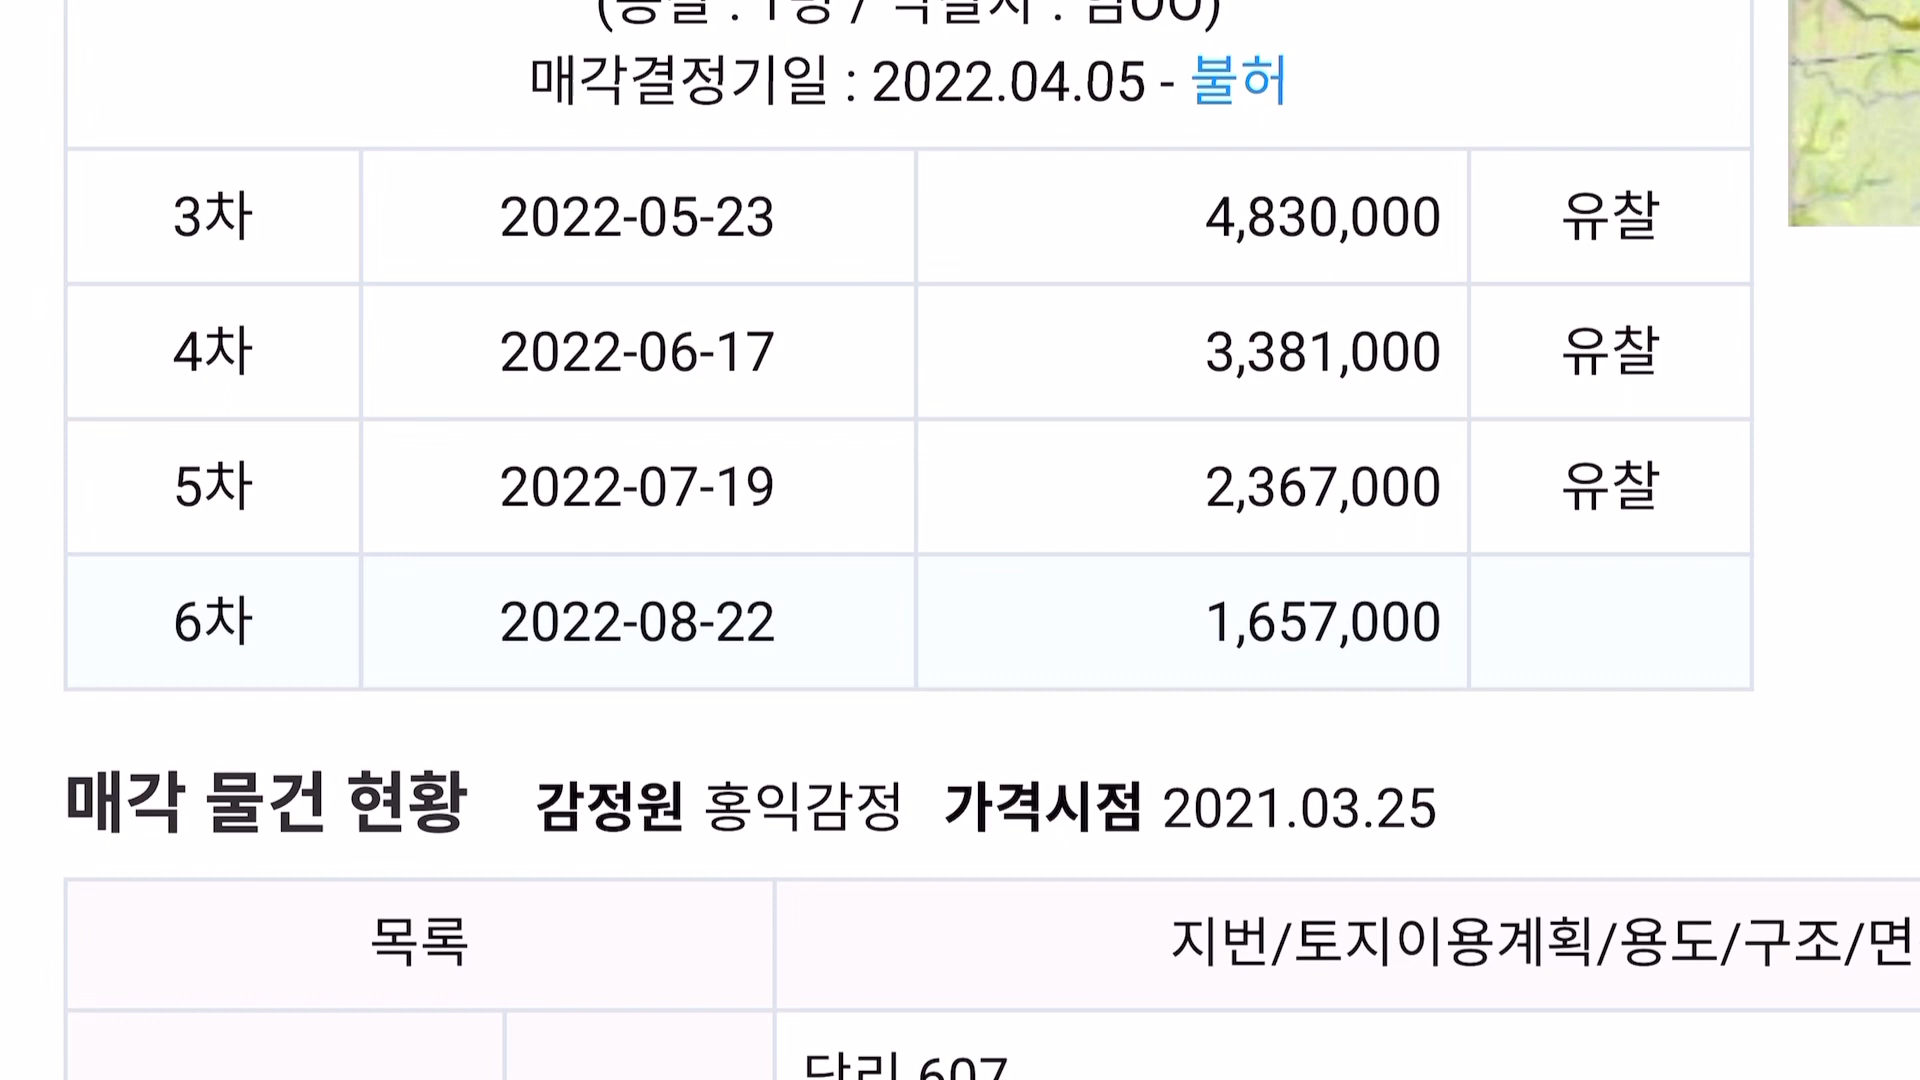 매각결정기일 : 2022.04.05 - 불허
3차 2022-05-23 4,830,000 유찰
4차 2022-06-17 3,381,000 유찰
5차 2022-07-19 2,367,000 유찰
6차 2022-08-22 1,657,000
매각 물건 현황 감정원 홍익감정 가격시점 2021.03.25
목록 지번/토지이용계획/용도/구조/면
607